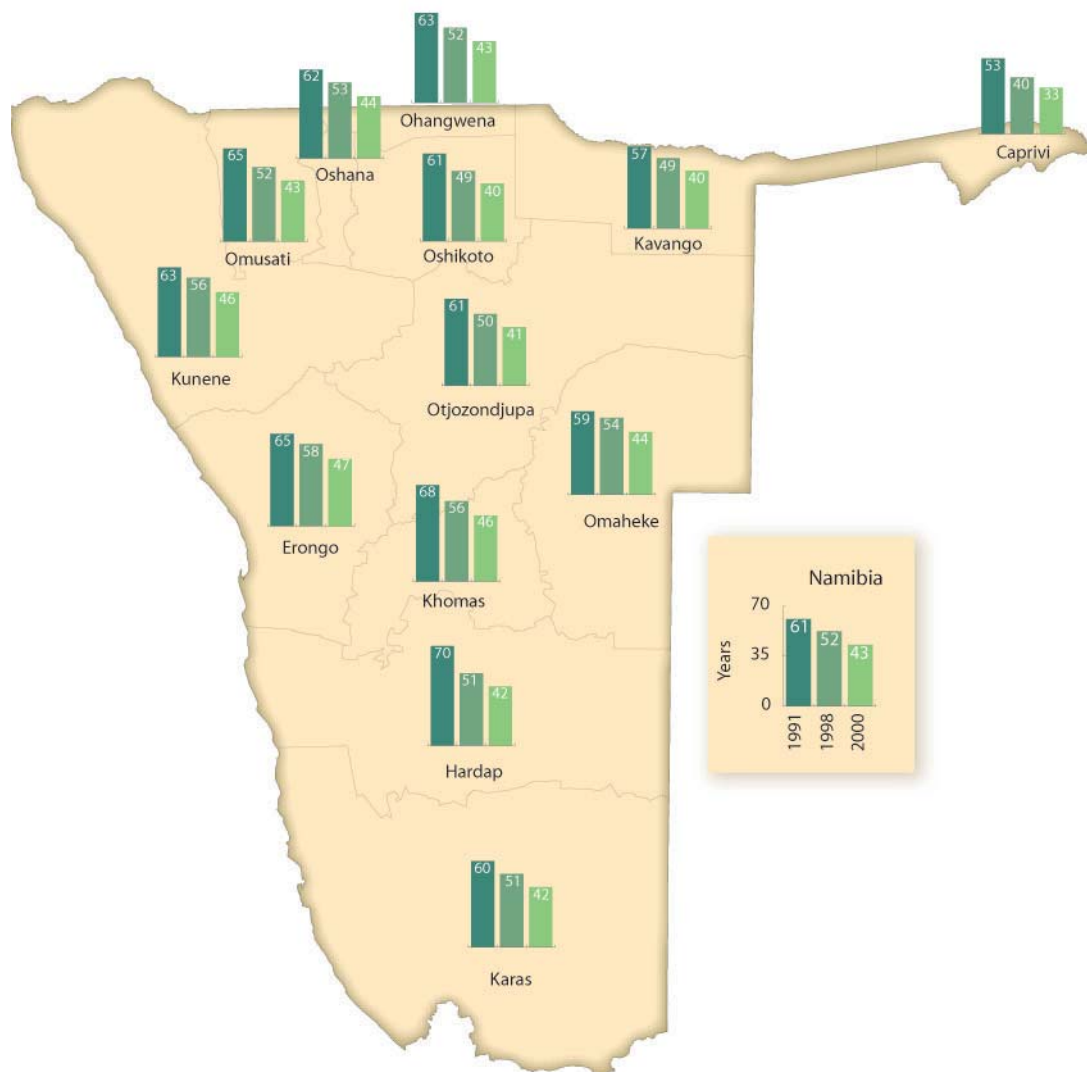 63 52 43
Ohangwena
62 53 44
Oshana
53 40 33
Caprivi
65 52 43
Omusati
61 49 40
Oshikoto
57 49 40
Kavango
63 56 46
Kunene
61 50 41
Otjozondjupa
59 54 44
Omaheke
65 58 47
Erongo
68 56 46
Khomas
70 51 42
Hardap
60 51 42
Karas
Namibia
70
35
0
Years
61 52 43
1991 1998 2000